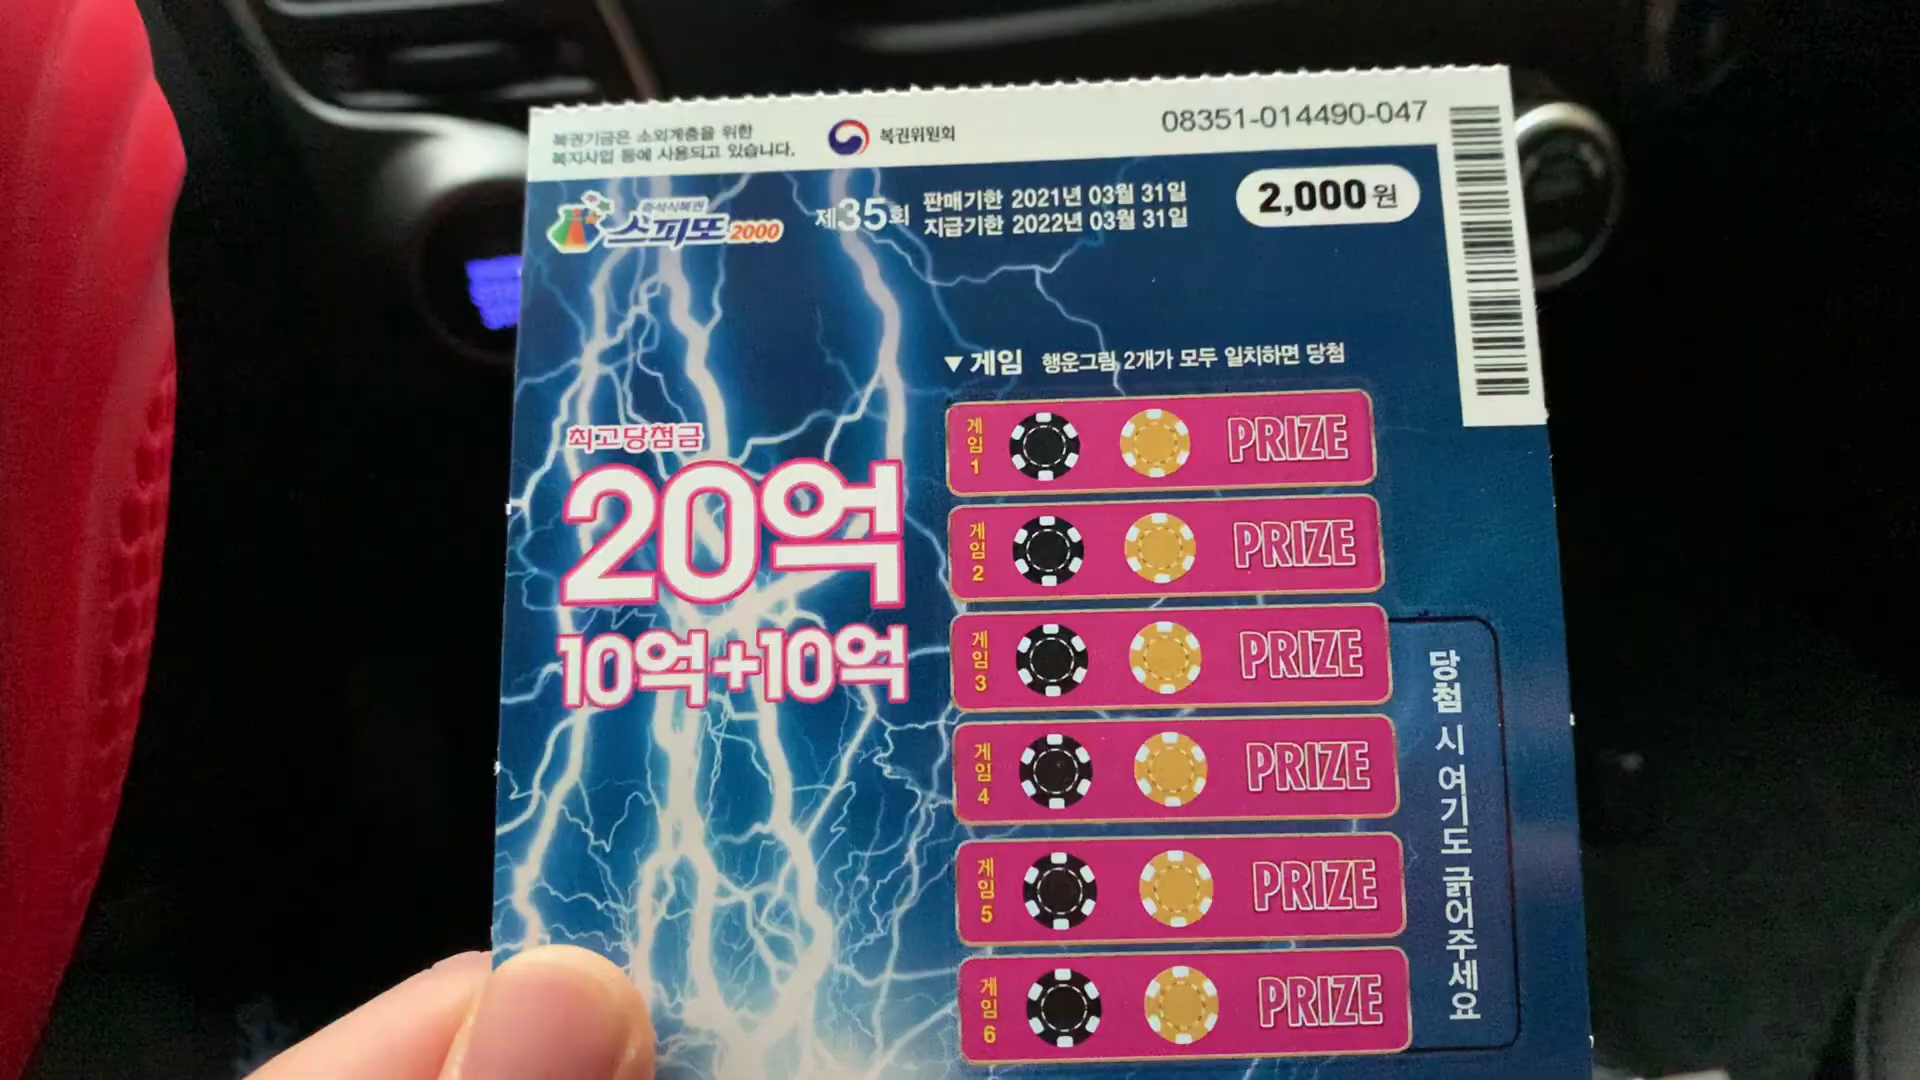 복권기금은 소외계층을 위한
복지사업 등에 사용되고 있습니다.
복권위원회
08351-014490-047
즉석식복권
스피또 2000
제35회
판매기한 2021년 03월 31일
지급기한 2022년 03월 31일
2,000원
▼게임 행운그림 2개가 모두 일치하면 당첨
최고당첨금
20억
10억+10억
게임1 PRIZE
게임2 PRIZE
게임3 PRIZE
게임4 PRIZE
게임5 PRIZE
게임6 PRIZE
당첨 시 여기도 긁어주세요